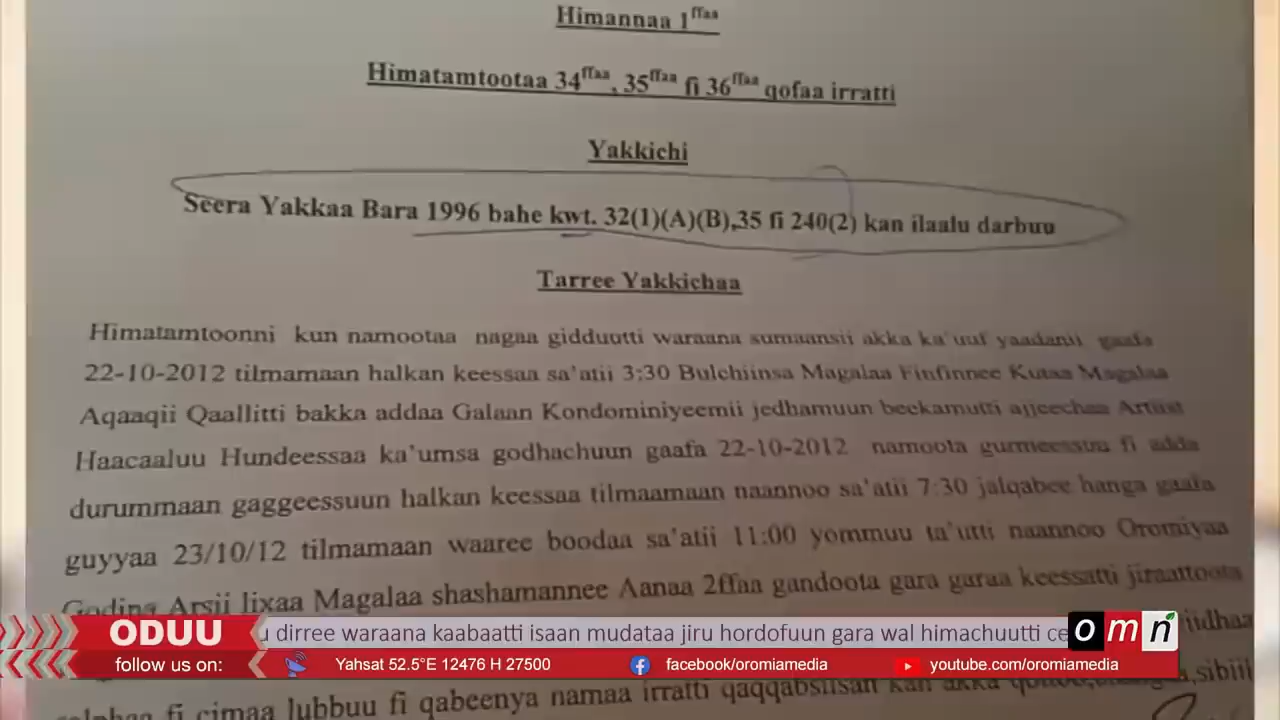 Himannaa 1ffaa
Himatamtootaa 34ffaa, 35ffaa fi 36ffaa qofaa irratti
Yakkichi
Seera Yakkaa Bara 1996 bahe kwt. 32(1)(A)(B),35 fi 240(2) kan ilaalu darbuu
Tarree Yakkichaa
Himatamtoonni kun namootaa nagaa gidduutti waraana sumaansii akka ka'uuf yaadanii gaafa
22-10-2012 tilmamaan halkan keessaa sa'atii 3:30 Bulchiinsa Magalaa Finfinnee Kutaa Magalaa
Aqaaqii Qaallitti bakka addaa Galaan Kondominiyeemii jedhamuun beekamutti ajjeechaa Artiist
Haacaaluu Hundeessaa ka'umsa godhachuun gaafa 22-10-2012 namoota gurmeessuu fi adda
durummaan gaggeessuun halkan keessaa tilmaamaan naannoo sa'atii 7:30 jalqabee hanga gaafa
guyyaa 23/10/12 tilmamaan waaree boodaa sa'atii 11:00 yommuu ta'utti naannoo Oromiyaa
Godina Arsii lixaa Magalaa shashamannee Aanaa 2ffaa gandoota gara garaa keessatti jiraattoota
ODUU
u dirree waraana kaabaatti isaan mudataa jiru hordofuun gara wal himachuutti ce
omn
jiidhaa
follow us on:
Yahsat 52.5°E 12476 H 27500
facebook/oromiamedia
youtube.com/oromiamedia
fi cimaa lubbuu fi qabeenya namaa irratti qaqqabsiisan kan akka sibiil